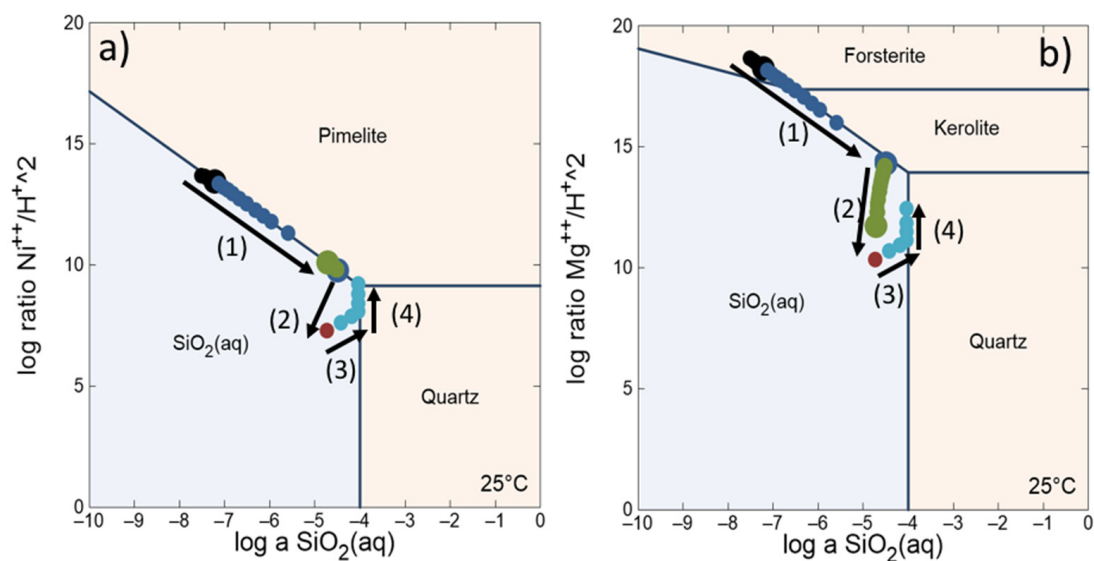 a)
20
15
10
5
0
log ratio Ni⁺⁺/H⁺^2
Pimelite
(1)
(2)
(3)
(4)
SiO₂(aq)
Quartz
25°C
−10 −9 −8 −7 −6 −5 −4 −3 −2 −1 0
log a SiO₂(aq)
b)
20
15
10
5
0
log ratio Mg⁺⁺/H⁺^2
Forsterite
Kerolite
(1)
(2)
(3)
(4)
SiO₂(aq)
Quartz
25°C
−10 −9 −8 −7 −6 −5 −4 −3 −2 −1 0
log a SiO₂(aq)